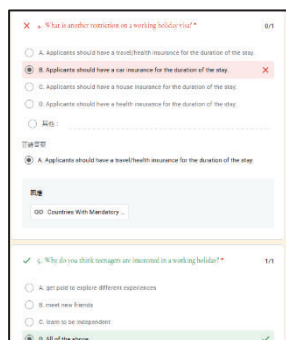 4. What is another restriction on a working holiday visa? *
0/1
A. Applicants should have a travel/health insurance for the duration of the stay.
B. Applicants should have a car insurance for the duration of the stay.
C. Applicants should have a house insurance for the duration of the stay.
D. Applicants should have a health insurance for the duration of the stay.
其他：
正確答案
A. Applicants should have a travel/health insurance for the duration of the stay.
回應
Countries With Mandatory ...
5. Why do you think teenagers are interested in a working holiday? *
1/1
A. get paid to explore different experiences
B. meet new friends
C. learn to be independent
D. All of the above